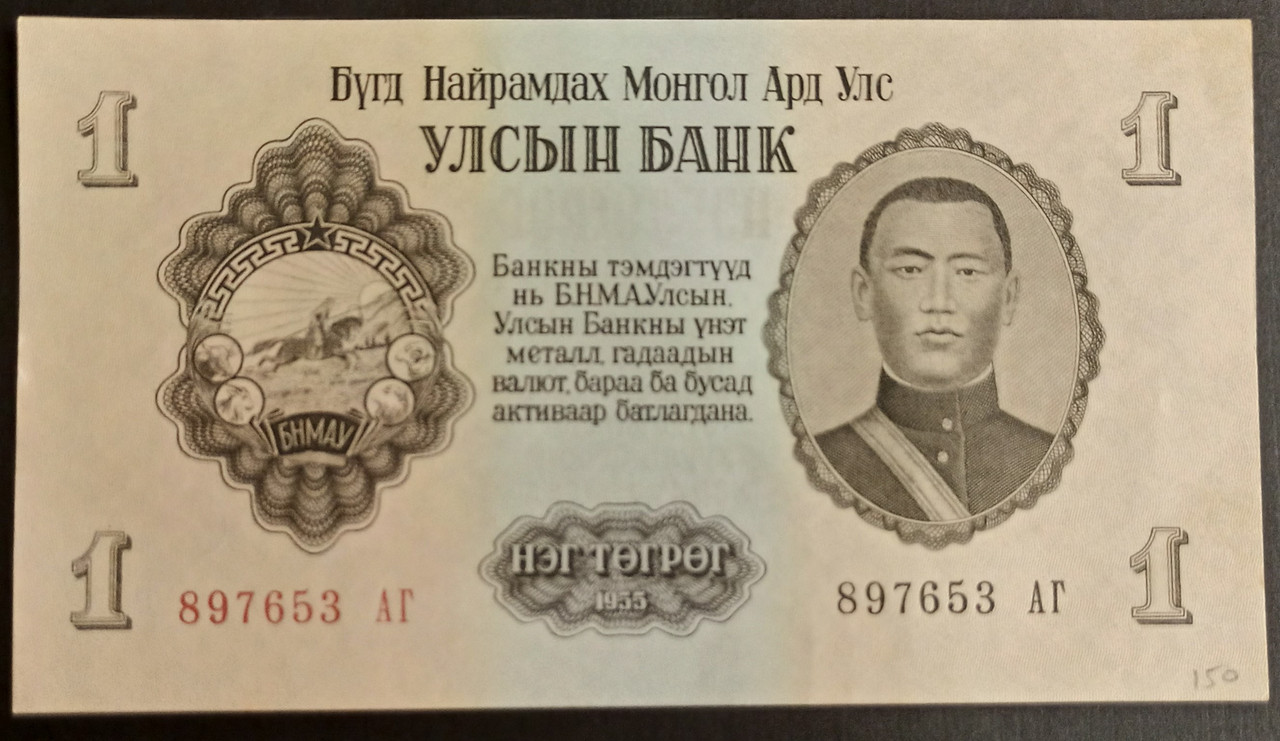 Бүгд Найрамдах Монгол Ард Улс
УЛСЫН БАНК
1
1
Банкны тэмдэгтүүд
нь Б.Н.М.А.Улсын.
Улсын Банкны үнэт
металл, гадаадын
валют, бараа ба бусад
активаар батлагдана.
БНМАУ
НЭГ ТӨГРӨГ
1955
1
1
897653 АГ
897653 АГ
150